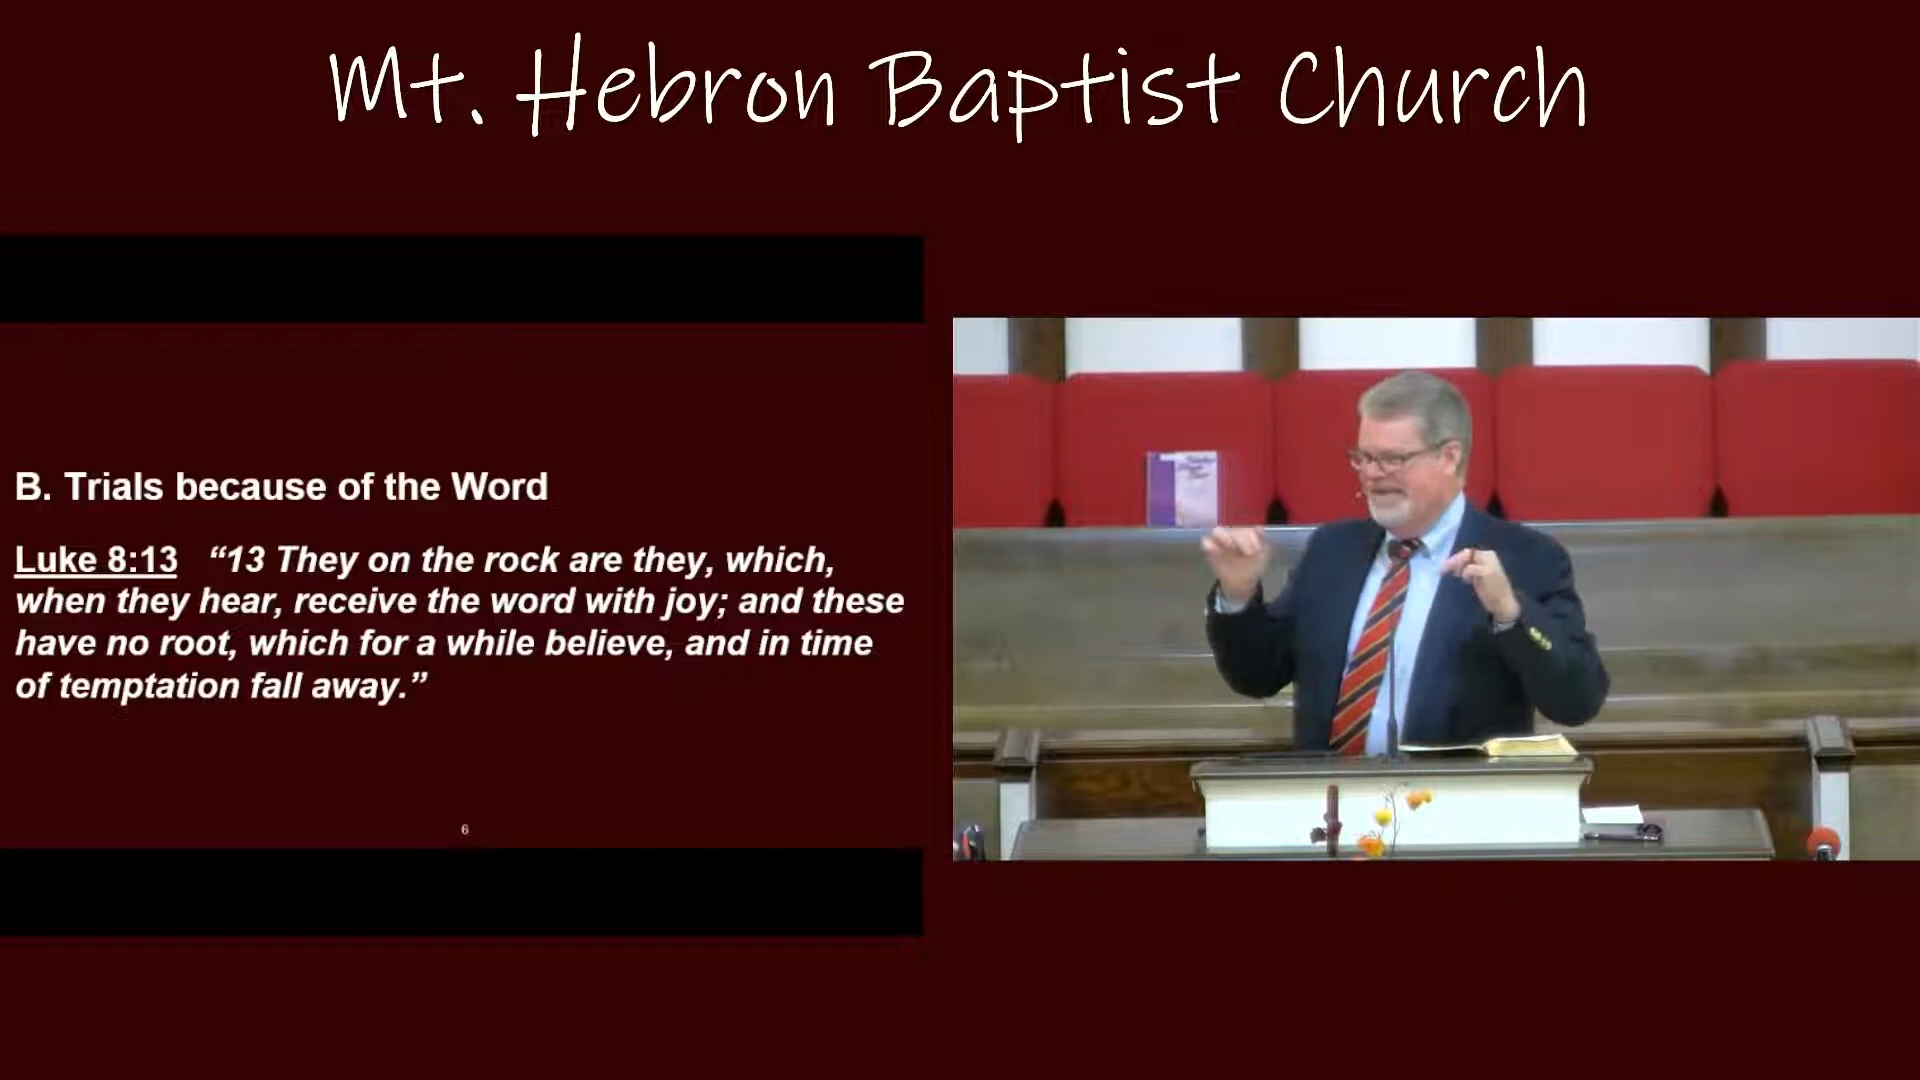 Mt. Hebron Baptist Church
B. Trials because of the Word
Luke 8:13 “13 They on the rock are they, which,
when they hear, receive the word with joy; and these
have no root, which for a while believe, and in time
of temptation fall away.”
6